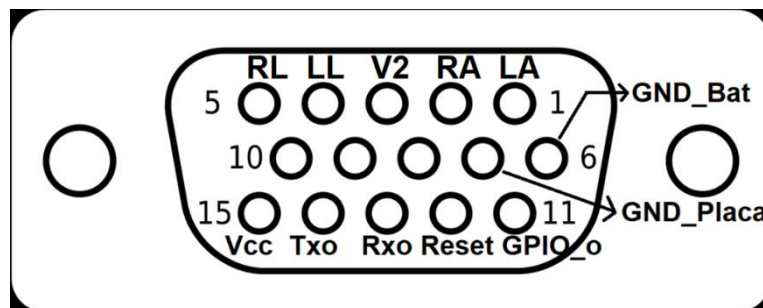 RL LL V2 RA LA
5 1 GND_Bat
10 6
15 11 GND_Placa
Vcc Txo Rxo Reset GPIO_o